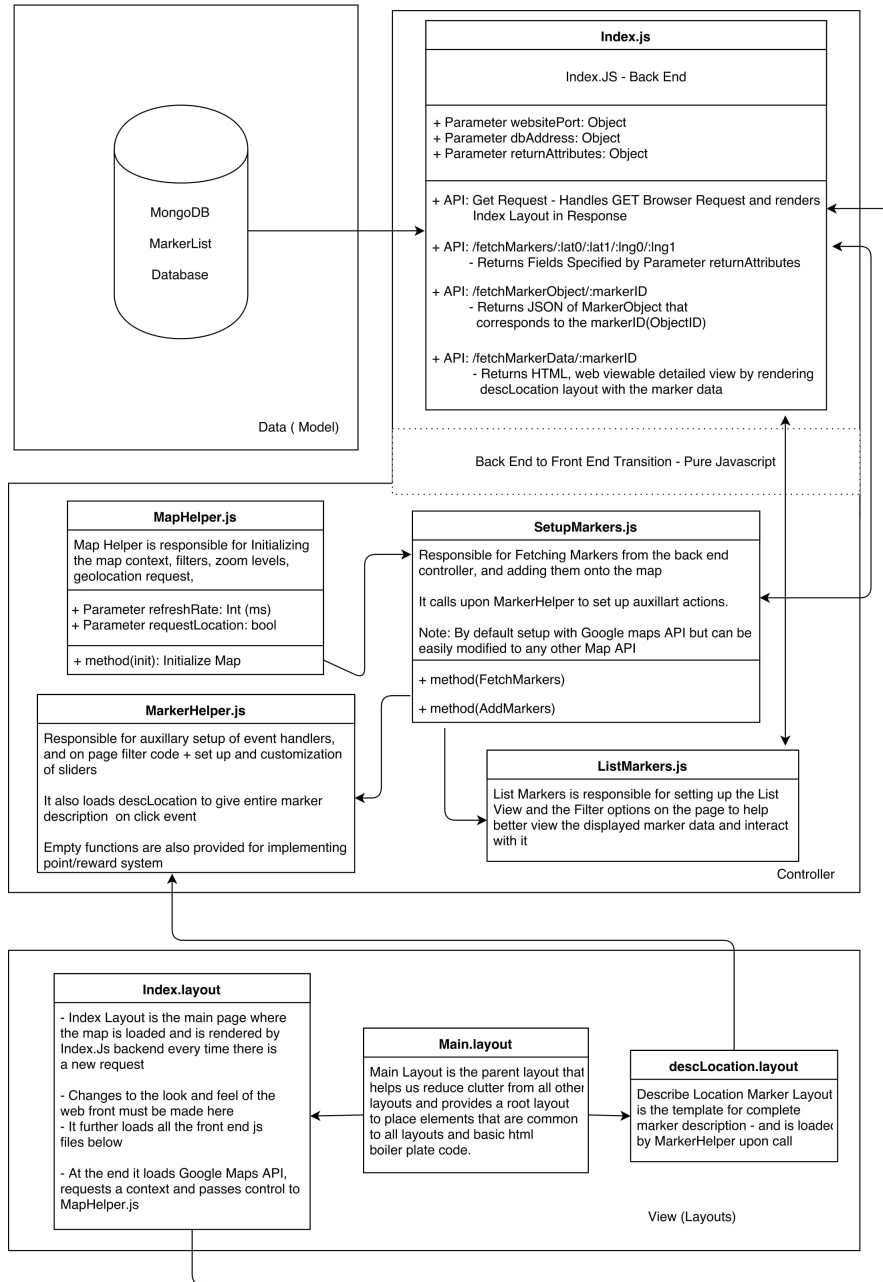 MongoDB
MarkerList
Database
Data ( Model)
Index.js
Index.JS - Back End
+ Parameter websitePort: Object
+ Parameter dbAddress: Object
+ Parameter returnAttributes: Object
+ API: Get Request - Handles GET Browser Request and renders
Index Layout in Response
+ API: /fetchMarkers/:lat0/:lat1/:lng0/:lng1
- Returns Fields Specified by Parameter returnAttributes
+ API: /fetchMarkerObject/:markerID
- Returns JSON of MarkerObject that
corresponds to the markerID(ObjectID)
+ API: /fetchMarkerData/:markerID
- Returns HTML, web viewable detailed view by rendering
descLocation layout with the marker data
Back End to Front End Transition - Pure Javascript
MapHelper.js
Map Helper is responsible for Initializing
the map context, filters, zoom levels,
geolocation request,
+ Parameter refreshRate: Int (ms)
+ Parameter requestLocation: bool
+ method(init): Initialize Map
SetupMarkers.js
Responsible for Fetching Markers from the back end
controller, and adding them onto the map
It calls upon MarkerHelper to set up auxillart actions.
Note: By default setup with Google maps API but can be
easily modified to any other Map API
+ method(FetchMarkers)
+ method(AddMarkers)
MarkerHelper.js
Responsible for auxillary setup of event handlers,
and on page filter code + set up and customization
of sliders
It also loads descLocation to give entire marker
description on click event
Empty functions are also provided for implementing
point/reward system
ListMarkers.js
List Markers is responsible for setting up the List
View and the Filter options on the page to help
better view the displayed marker data and interact
with it
Controller
Index.layout
- Index Layout is the main page where
the map is loaded and is rendered by
Index.Js backend every time there is
a new request
- Changes to the look and feel of the
web front must be made here
- It further loads all the front end js
files below
- At the end it loads Google Maps API,
requests a context and passes control to
MapHelper.js
Main.layout
Main Layout is the parent layout that
helps us reduce clutter from all other
layouts and provides a root layout
to place elements that are common
to all layouts and basic html
boiler plate code.
descLocation.layout
Describe Location Marker Layout
is the template for complete
marker description - and is loaded
by MarkerHelper upon call
View (Layouts)